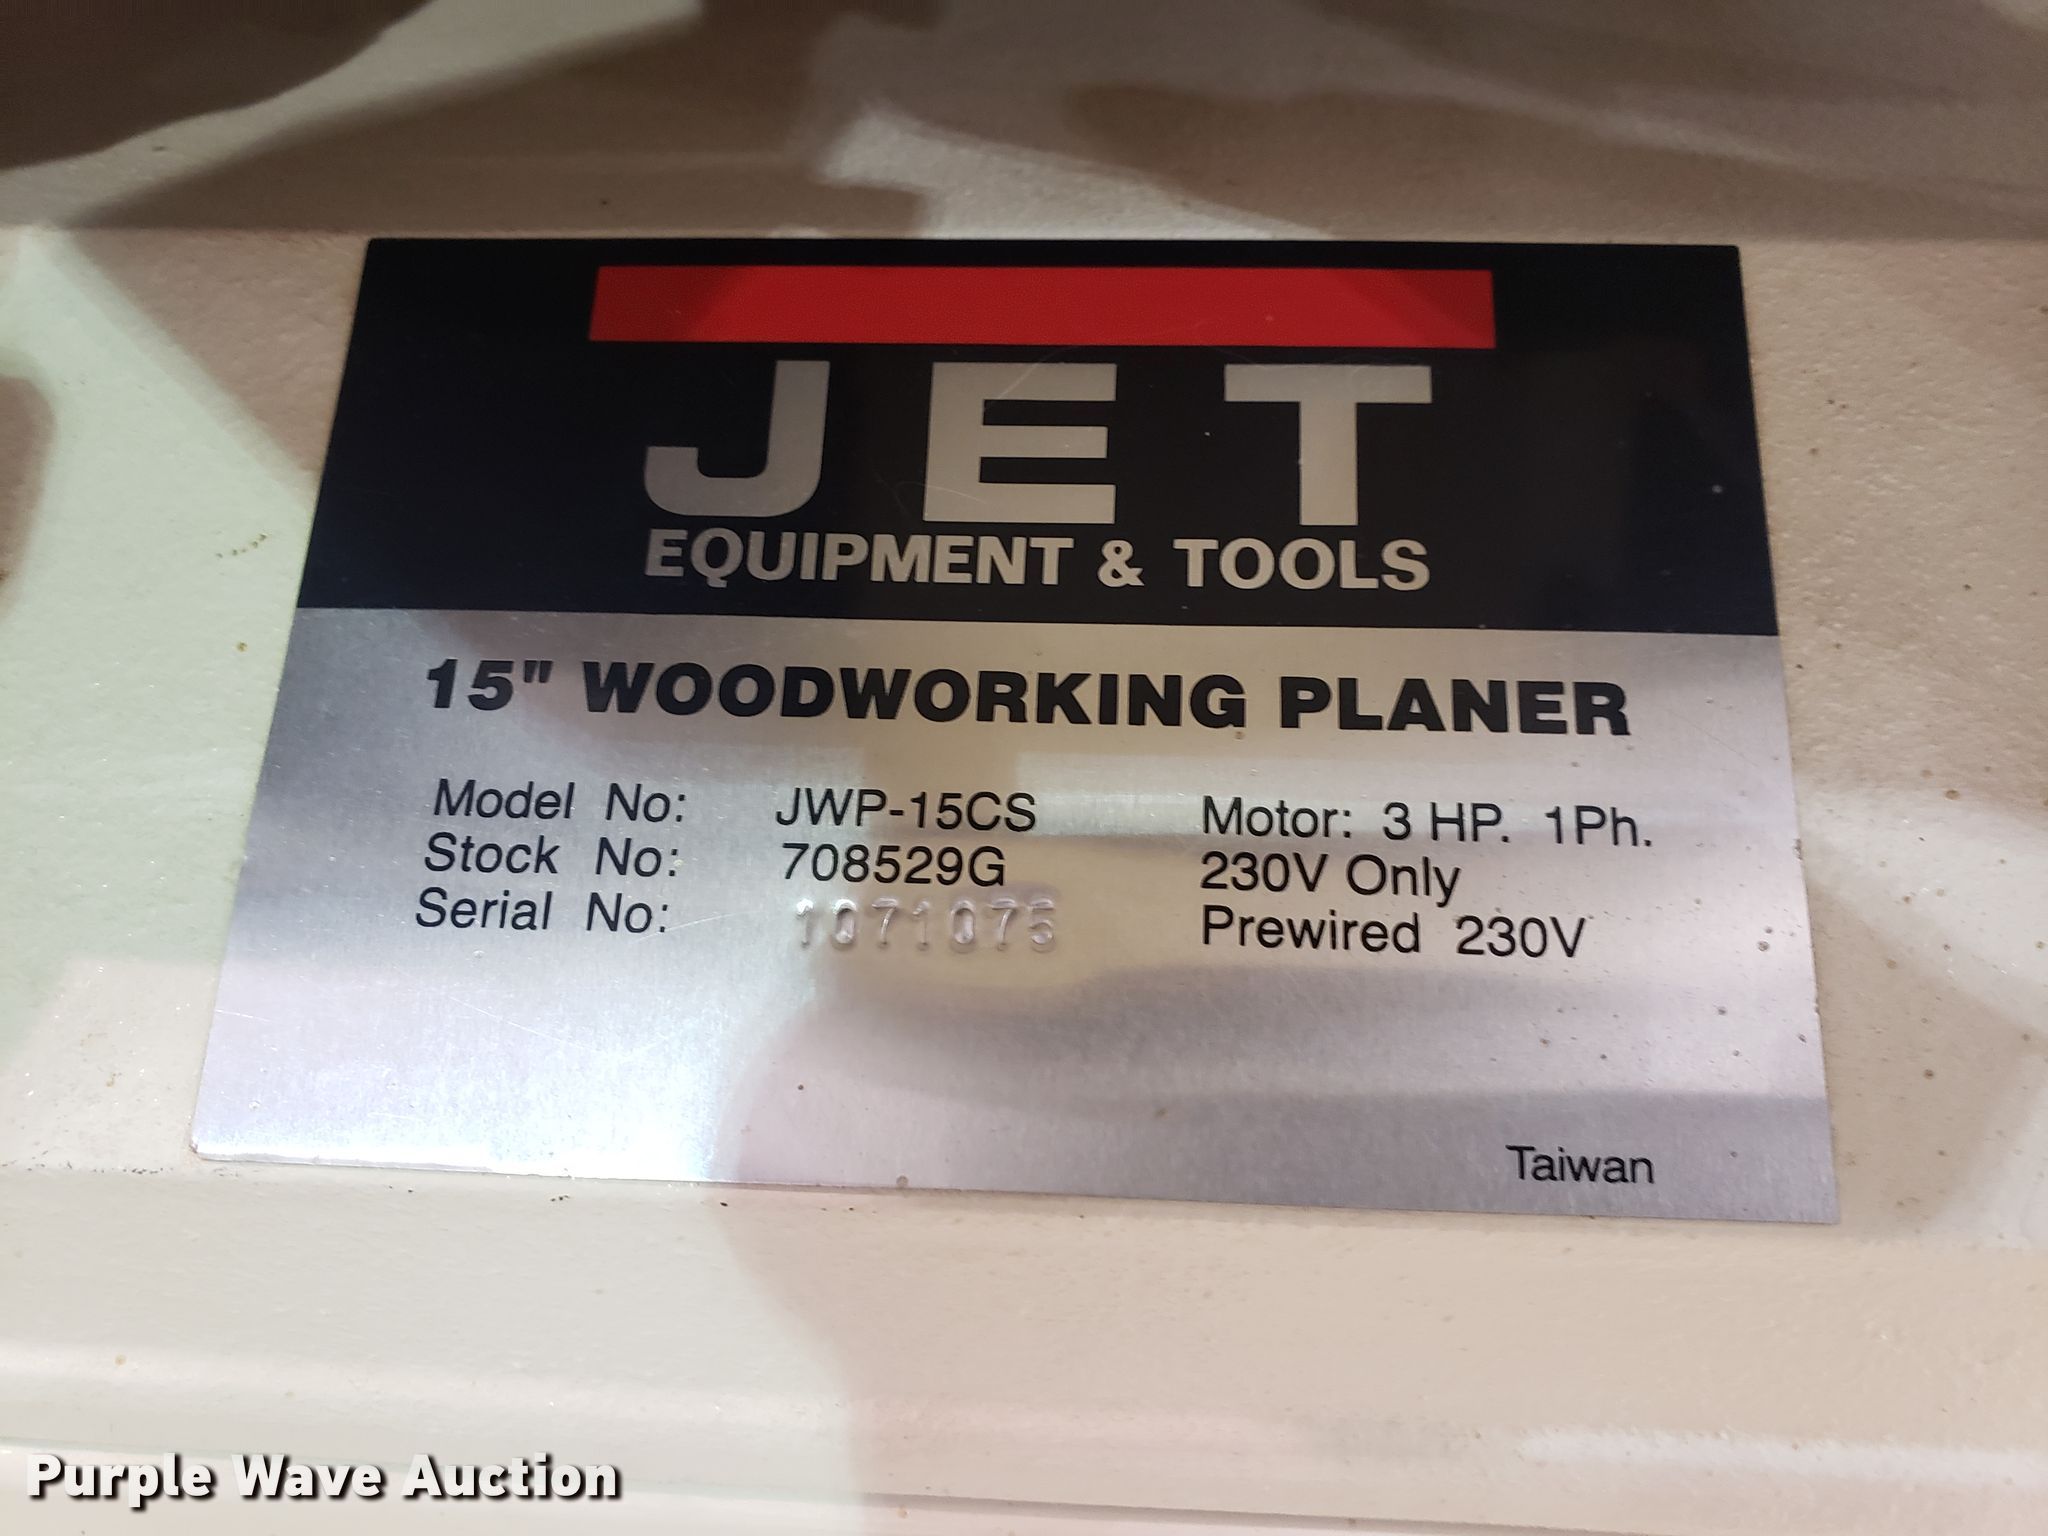 JET
EQUIPMENT & TOOLS
15" WOODWORKING PLANER
Model No: JWP-15CS
Stock No: 708529G
Serial No: 1071075
Motor: 3 HP. 1Ph.
230V Only
Prewired 230V
Taiwan
Purple Wave Auction